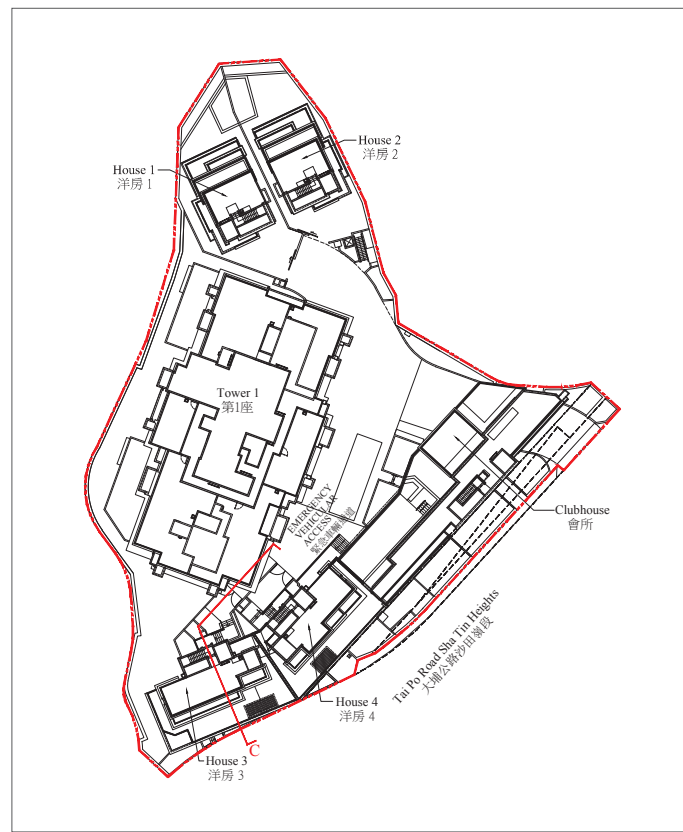 House 2
洋房 2
House 1
洋房 1
Tower 1
第1座
EMERGENCY
VEHICULAR
ACCESS
緊急車輛通道
Clubhouse
會所
Tai Po Road Sha Tin Heights
大埔公路沙田嶺段
House 4
洋房 4
C
House 3
洋房 3